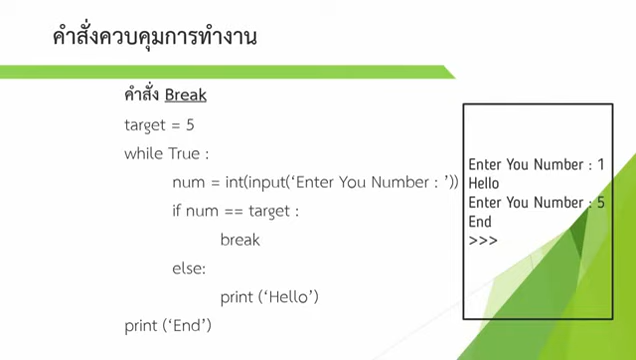 คำสั่งควบคุมการทำงาน
คำสั่ง Break
target = 5
while True :
num = int(input(‘Enter You Number : ’))
if num == target :
break
else:
print (‘Hello’)
print (‘End’)
Enter You Number : 1
Hello
Enter You Number : 5
End
>>>